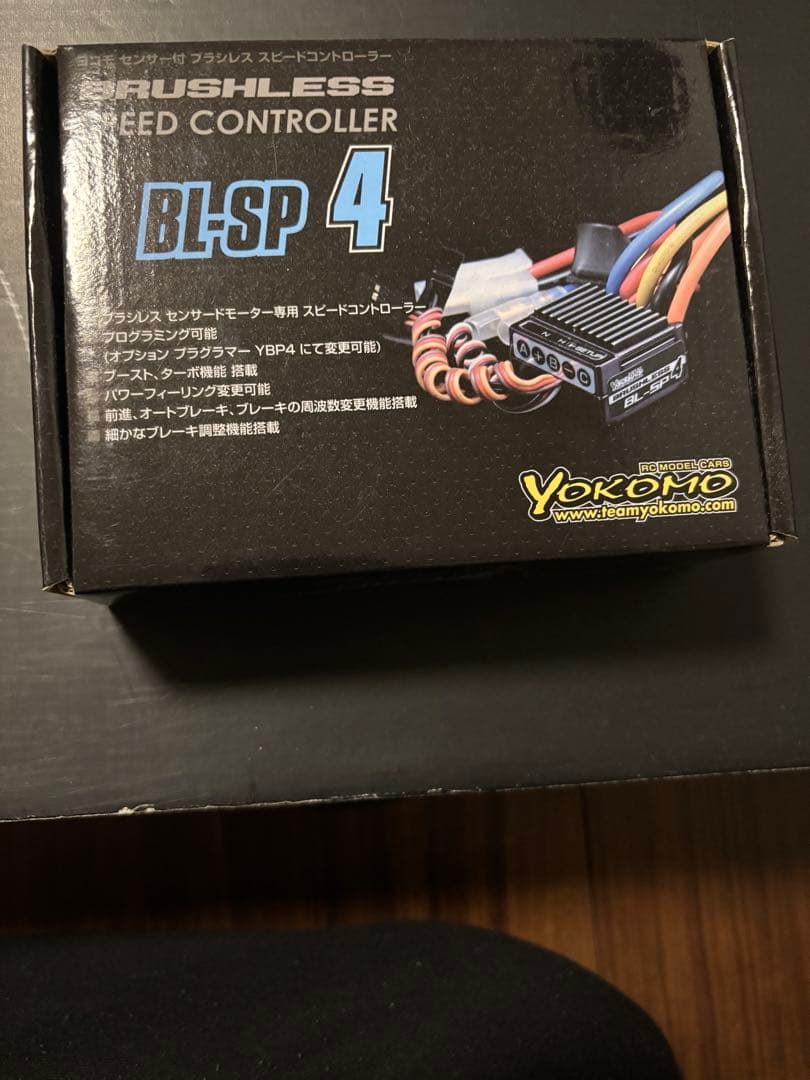 ヨコモ センサー付 ブラシレス スピードコントローラー
BRUSHLESS
SPEED CONTROLLER
BL-SP 4
ブラシレス センサードモーター専用 スピードコントローラー
プログラミング可能
(オプション プラグラマー YBP4 にて変更可能)
ブースト、ターボ機能 搭載
パワーフィーリング変更可能
■ 前進、オートブレーキ、ブレーキの周波数変更機能搭載
■ 細かなブレーキ調整機能搭載
A + B - C
YOKOMO
BRUSHLESS
BL-SP4
RC MODEL CARS
YOKOMO
www.teamyokomo.com